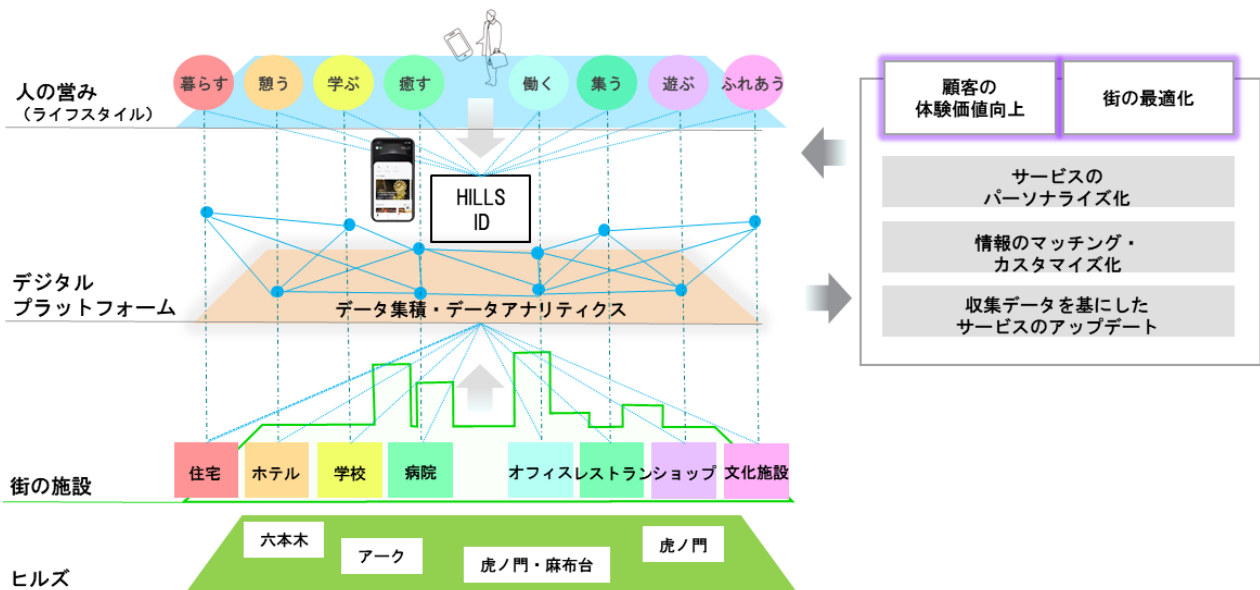 人の営み
（ライフスタイル）
暮らす
憩う
学ぶ
癒す
働く
集う
遊ぶ
ふれあう
HILLS
ID
デジタル
プラットフォーム
データ集積・データアナリティクス
街の施設
住宅
ホテル
学校
病院
オフィス
レストラン
ショップ
文化施設
ヒルズ
六本木
アーク
虎ノ門・麻布台
虎ノ門
顧客の
体験価値向上
街の最適化
サービスの
パーソナライズ化
情報のマッチング・
カスタマイズ化
収集データを基にした
サービスのアップデート